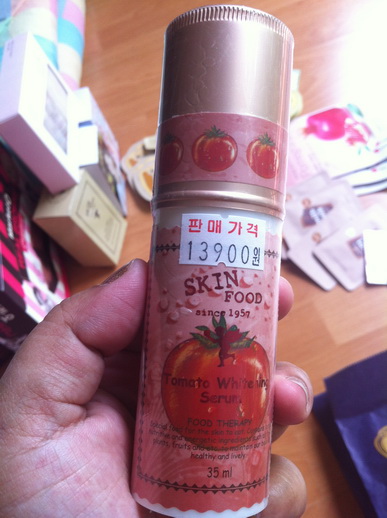 판매가격
13900원
SKIN
FOOD
since 1957
Tomato Whitening
Serum
FOOD THERAPY
healthy and lively
35 ml